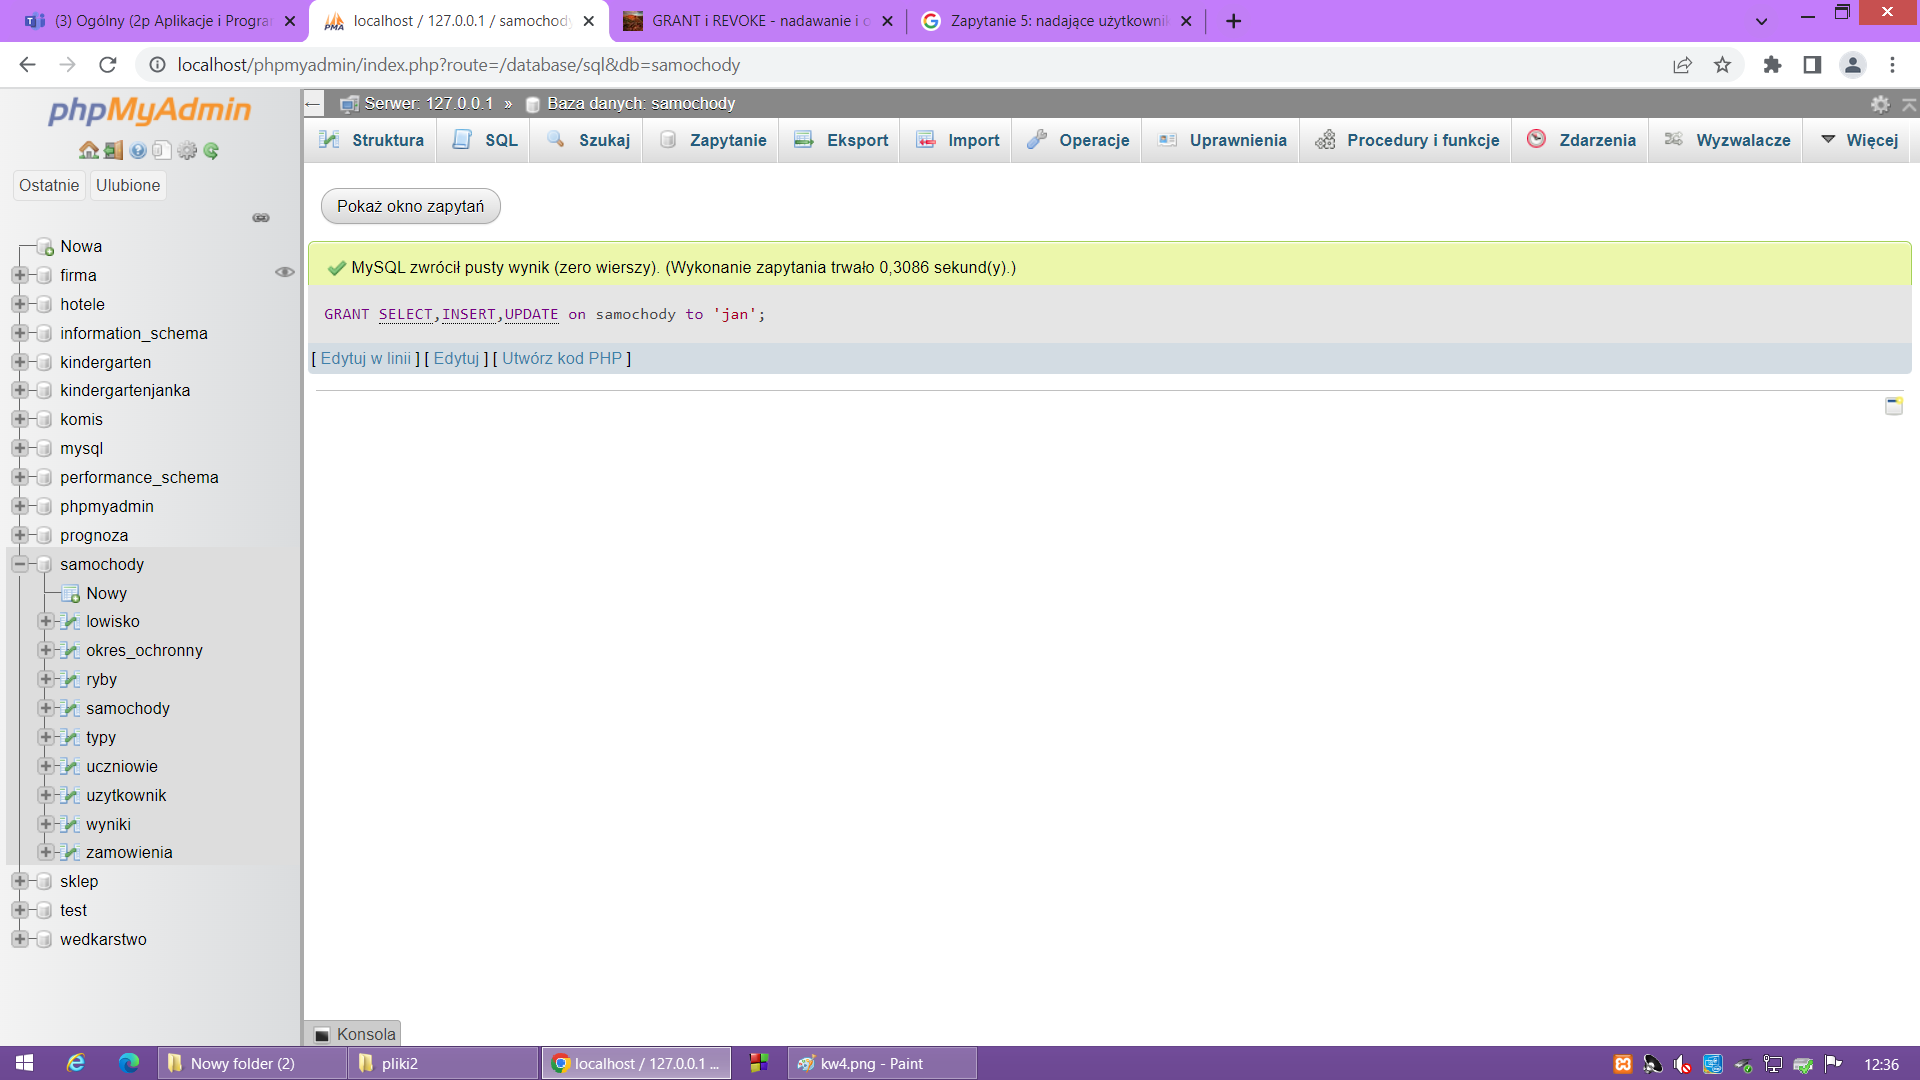 (3) Ogólny (2p Aplikacje i Progra
localhost / 127.0.0.1 / samochody
GRANT i REVOKE - nadawanie i o
Zapytanie 5: nadające użytkownik
localhost/phpmyadmin/index.php?route=/database/sql&db=samochody
phpMyAdmin
Ostatnie
Ulubione
Nowa
firma
hotele
information_schema
kindergarten
kindergartenjanka
komis
mysql
performance_schema
phpmyadmin
prognoza
samochody
Nowy
lowisko
okres_ochronny
ryby
samochody
typy
uczniowie
uzytkownik
wyniki
zamowienia
sklep
test
wedkarstwo
Serwer: 127.0.0.1 » Baza danych: samochody
Struktura
SQL
Szukaj
Zapytanie
Eksport
Import
Operacje
Uprawnienia
Procedury i funkcje
Zdarzenia
Wyzwalacze
Więcej
Pokaż okno zapytań
MySQL zwrócił pusty wynik (zero wierszy). (Wykonanie zapytania trwało 0,3086 sekund(y).)
GRANT SELECT,INSERT,UPDATE on samochody to 'jan';
[ Edytuj w linii ] [ Edytuj ] [ Utwórz kod PHP ]
Konsola
Nowy folder (2)
pliki2
localhost / 127.0.0.1 ...
kw4.png - Paint
12:36